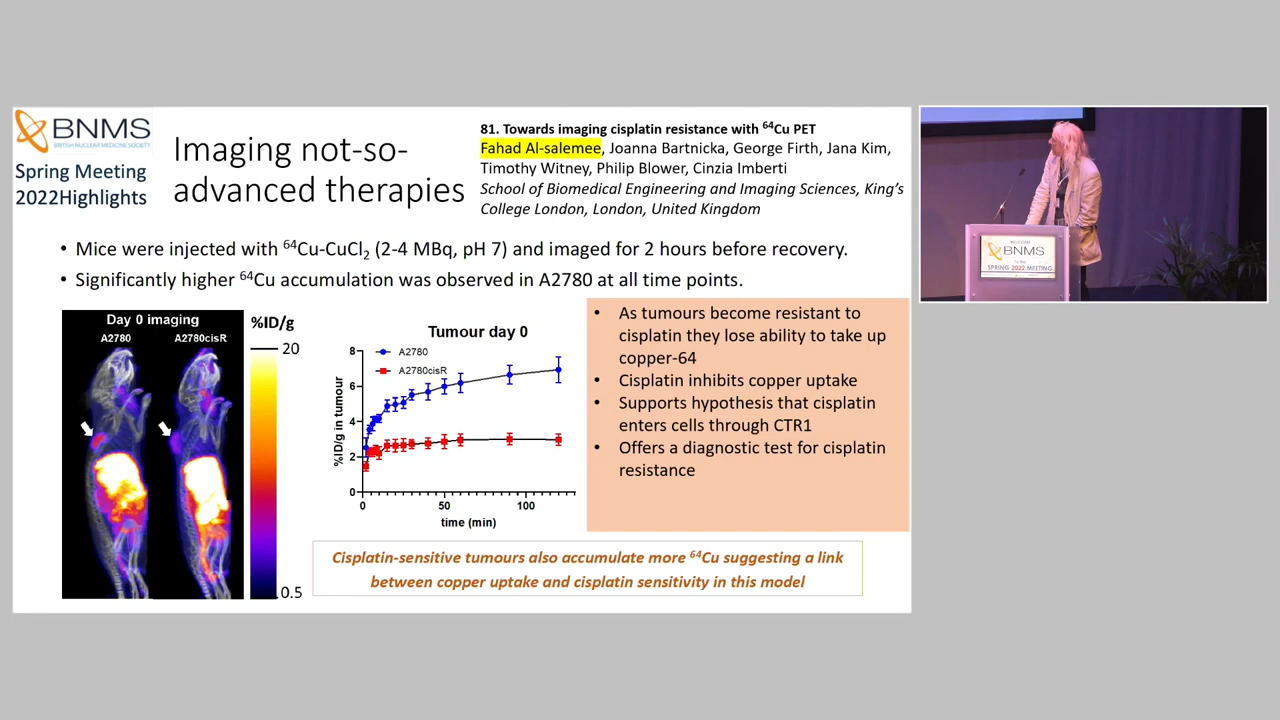 BNMS
BRITISH NUCLEAR MEDICINE SOCIETY
Spring Meeting
2022Highlights
Imaging not-so-
advanced therapies
81. Towards imaging cisplatin resistance with ⁶⁴Cu PET
Fahad Al-salemee, Joanna Bartnicka, George Firth, Jana Kim,
Timothy Witney, Philip Blower, Cinzia Imberti
School of Biomedical Engineering and Imaging Sciences, King's
College London, London, United Kingdom
• Mice were injected with ⁶⁴Cu-CuCl₂ (2-4 MBq, pH 7) and imaged for 2 hours before recovery.
• Significantly higher ⁶⁴Cu accumulation was observed in A2780 at all time points.
Day 0 imaging
A2780 A2780cisR
%ID/g
20
0.5
Tumour day 0
A2780
A2780cisR
%ID/g in tumour
8
6
4
2
0
0 50 100
time (min)
• As tumours become resistant to
cisplatin they lose ability to take up
copper-64
• Cisplatin inhibits copper uptake
• Supports hypothesis that cisplatin
enters cells through CTR1
• Offers a diagnostic test for cisplatin
resistance
Cisplatin-sensitive tumours also accumulate more ⁶⁴Cu suggesting a link
between copper uptake and cisplatin sensitivity in this model
WELCOME
BNMS
To the
SPRING 2022 MEETING